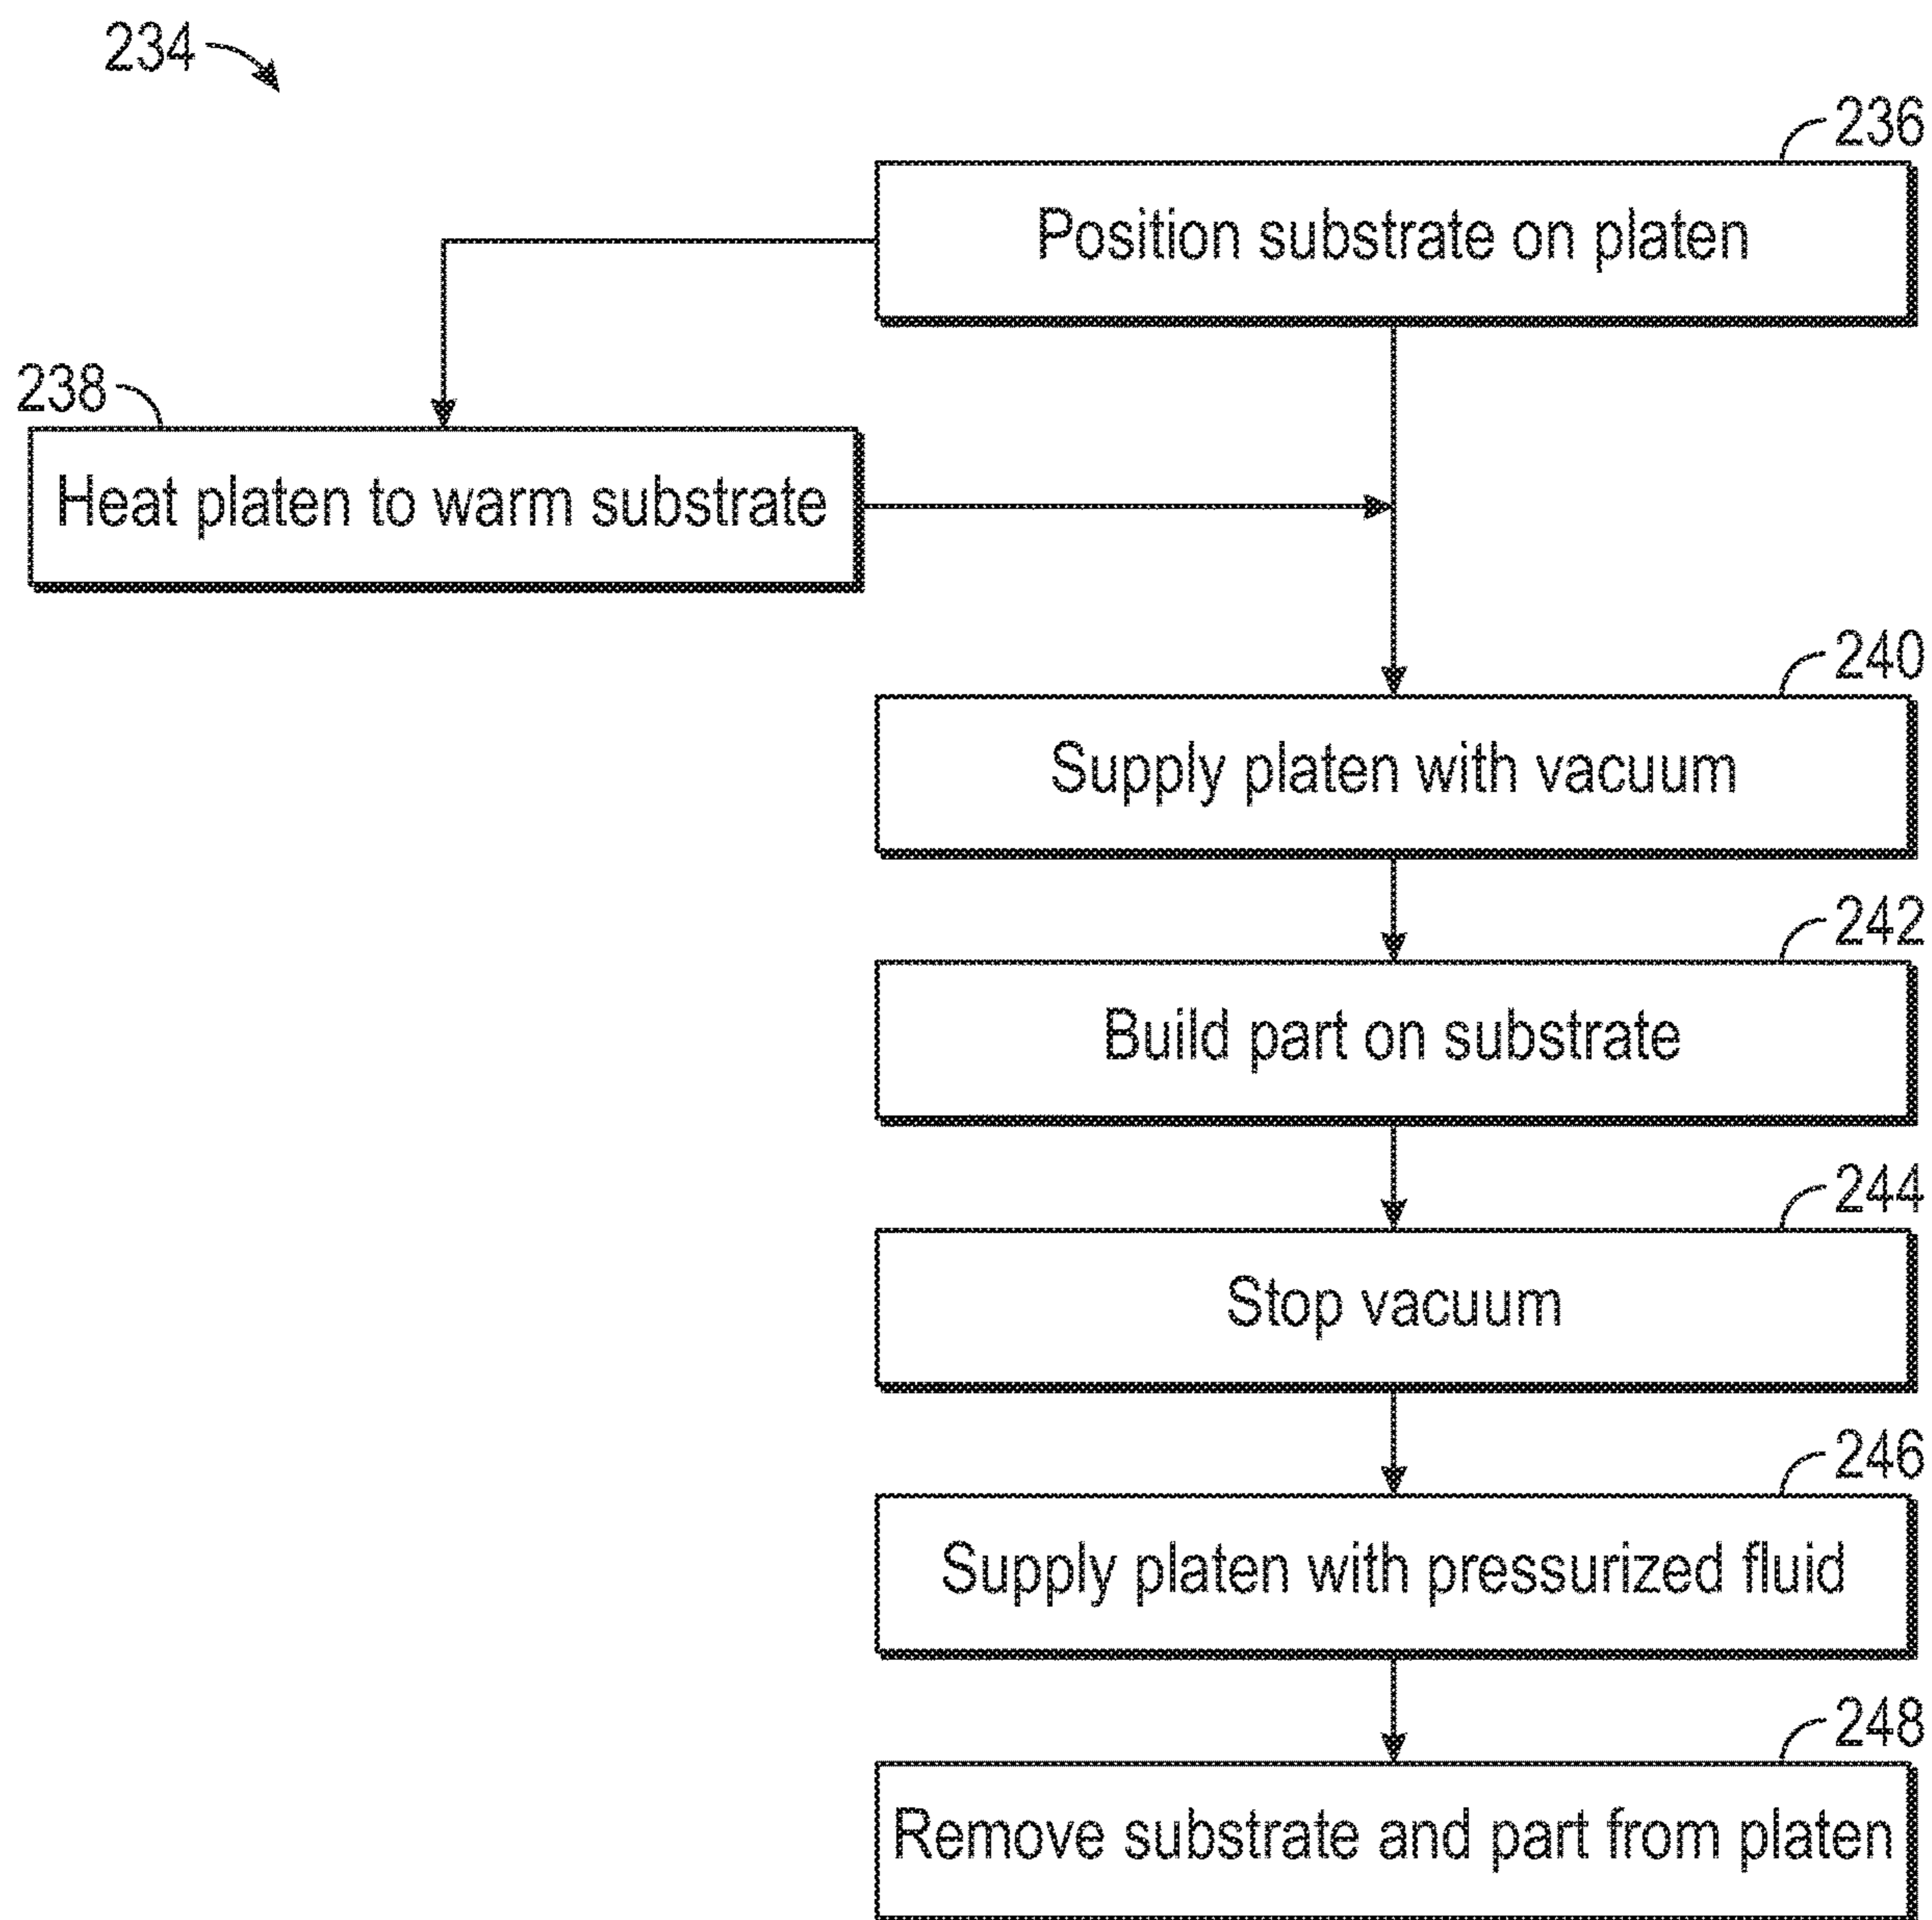 234
236
Position substrate on platen
238
Heat platen to warm substrate
240
Supply platen with vacuum
242
Build part on substrate
244
Stop vacuum
246
Supply platen with pressurized fluid
248
Remove substrate and part from platen